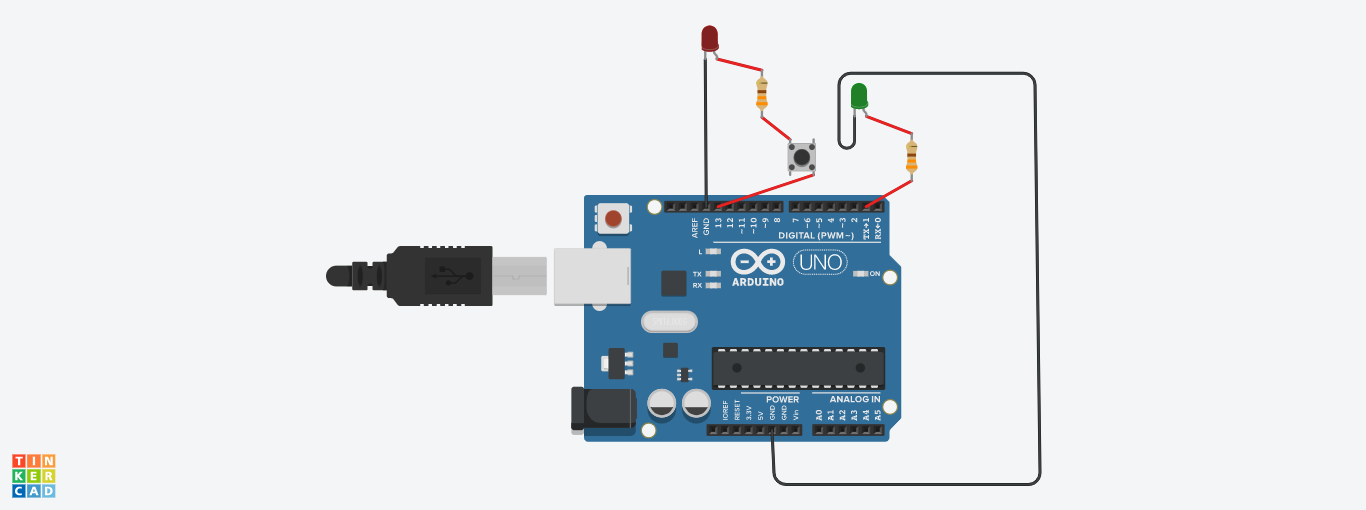 AREF
GND
13
12
~11
~10
~9
8
7
~6
~5
4
~3
2
TX→1
RX←0
DIGITAL (PWM~)
L
TX
RX
UNO
ARDUINO
ON
POWER
ANALOG IN
IOREF
RESET
3.3V
5V
GND
GND
Vin
A0
A1
A2
A3
A4
A5
TIN
KER
CAD